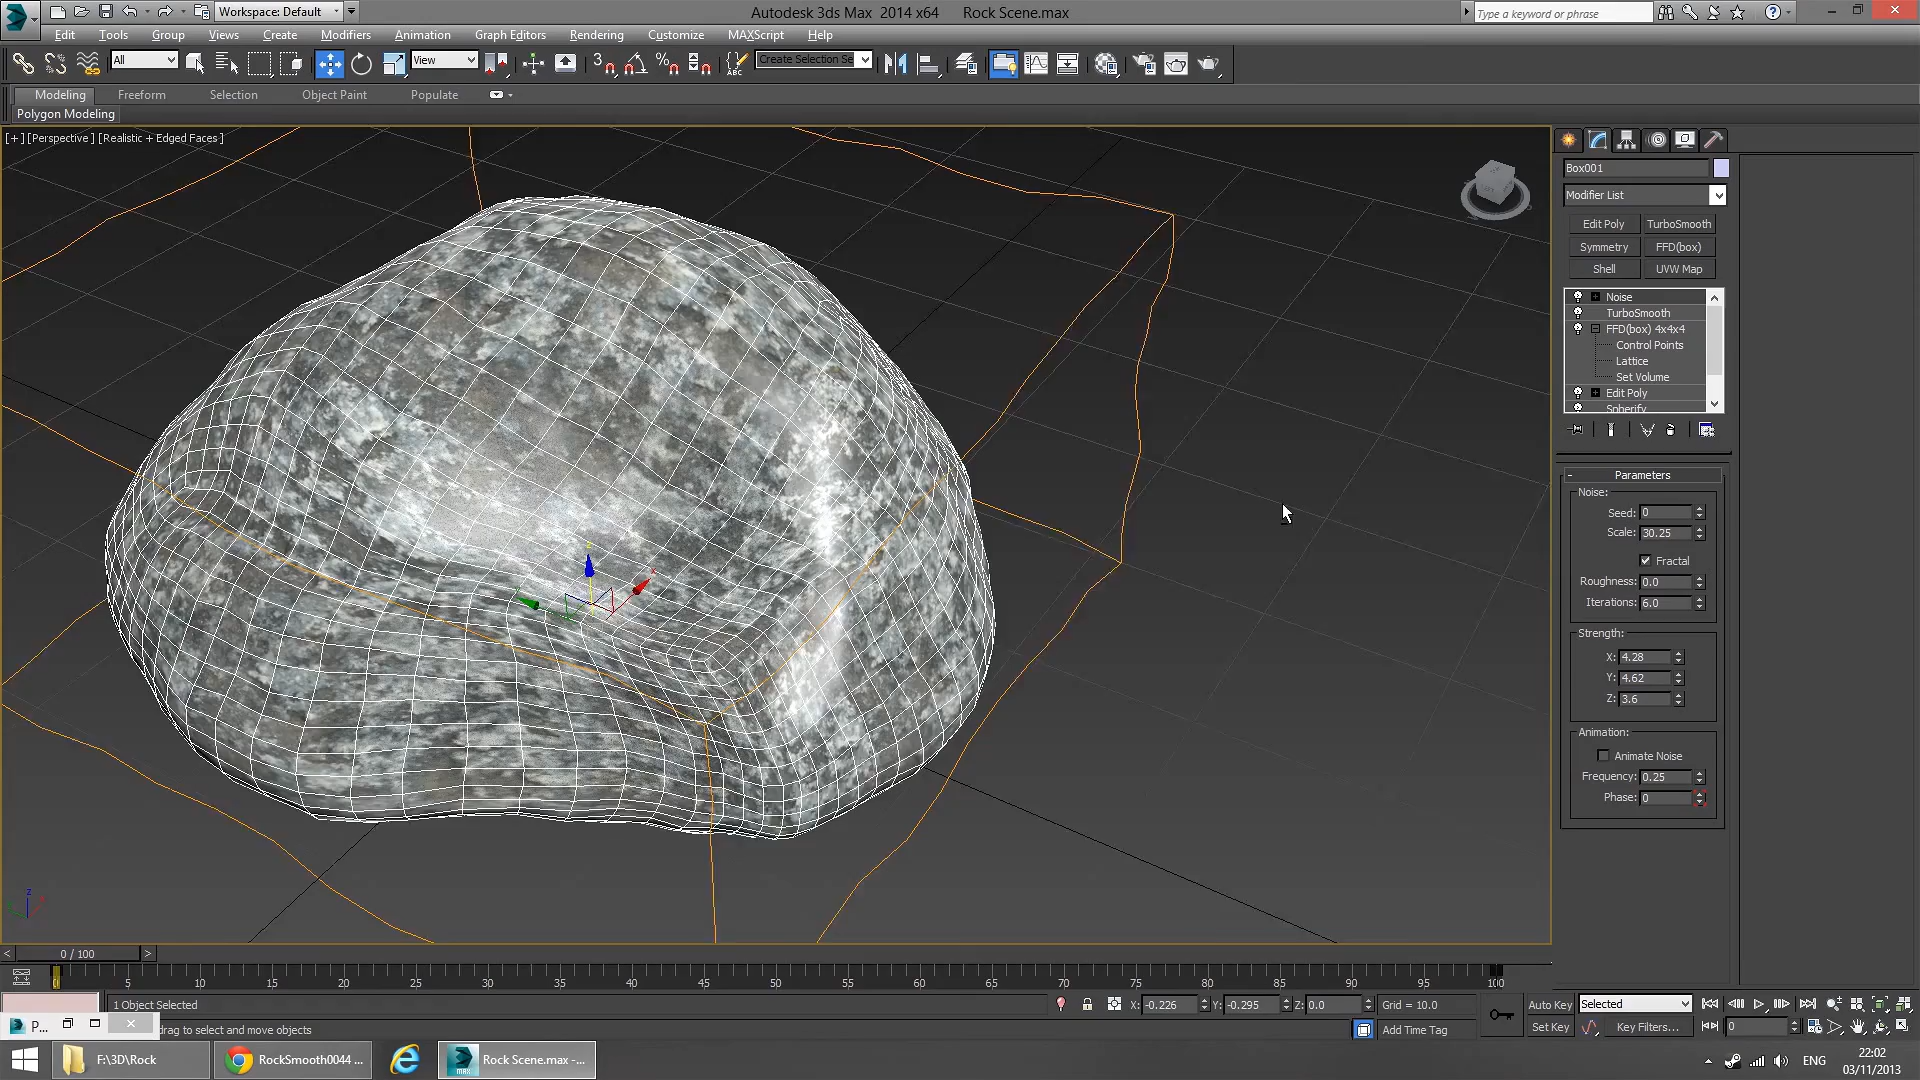 Workspace: Default
Autodesk 3ds Max 2014 x64 Rock Scene.max
Type a keyword or phrase
Edit Tools Group Views Create Modifiers Animation Graph Editors Rendering Customize MAXScript Help
All
View
3
ABC
Create Selection Se
Modeling Freeform Selection Object Paint Populate
Polygon Modeling
[+] [Perspective] [Realistic + Edged Faces]
Box001
Modifier List
Edit Poly TurboSmooth
Symmetry FFD(box)
Shell UVW Map
Noise
TurboSmooth
FFD(box) 4x4x4
Control Points
Lattice
Set Volume
Edit Poly
Spherify
- Parameters
Noise:
Seed: 0
Scale: 30.25
Fractal
Roughness: 0.0
Iterations: 6.0
Strength:
X: 4.28
Y: 4.62
Z: 3.6
Animation:
Animate Noise
Frequency: 0.25
Phase: 0
x
z
< 0 / 100 >
0 5 10 15 20 25 30 35 40 45 50 55 60 65 70 75 80 85 90 95 100
1 Object Selected
X: -0.226 Y: -0.295 Z: 0.0 Grid = 10.0
Auto Key Selected
P...
drag to select and move objects
Add Time Tag
Set Key Key Filters... 0
F:\3D\Rock
RockSmooth0044 ...
MAX
Rock Scene.max -...
ENG
22:02
03/11/2013